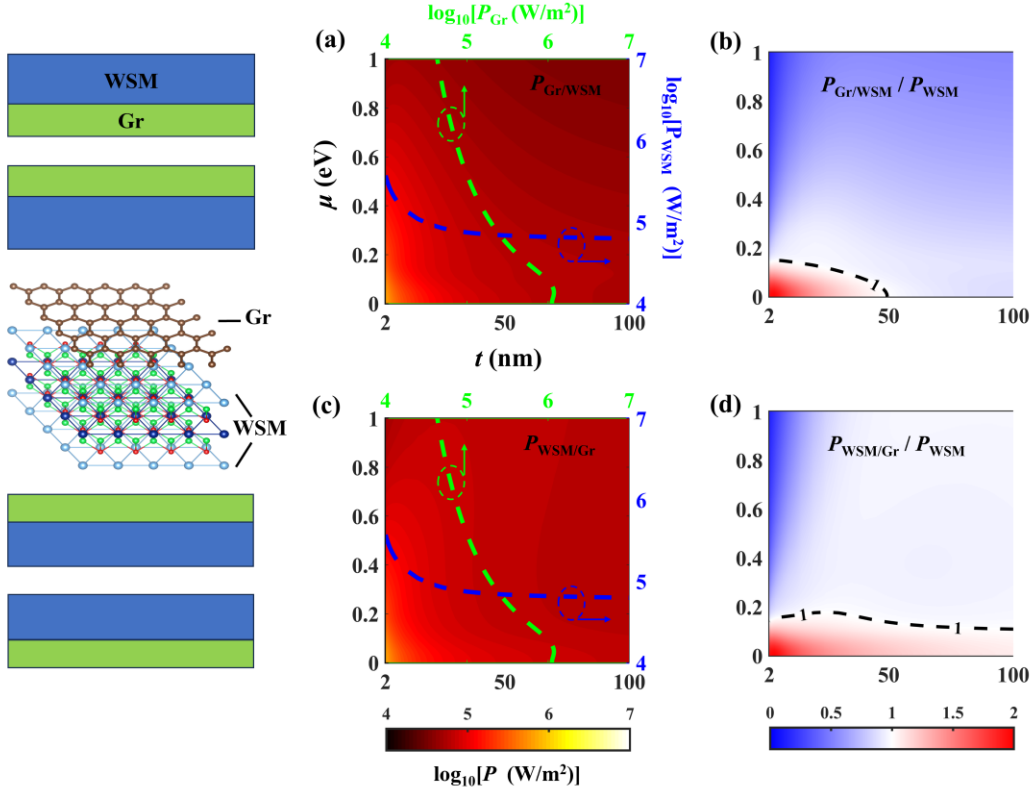 WSM
Gr
Gr
WSM
(a)
log10[PGr (W/m²)]
4 5 6 7
PGr/WSM
μ (eV)
1
0.8
0.6
0.4
0.2
0
2 50 100
t (nm)
7
6
5
4
log10[PWSM (W/m²)]
(b)
PGr/WSM / PWSM
1
0.8
0.6
0.4
0.2
0
1
2 50 100
(c)
4 5 6 7
PWSM/Gr
1
0.8
0.6
0.4
0.2
0
2 50 100
7
6
5
4
4 5 6 7
log10[P (W/m²)]
(d)
PWSM/Gr / PWSM
1
0.8
0.6
0.4
0.2
0
1
1
2 50 100
0 0.5 1 1.5 2